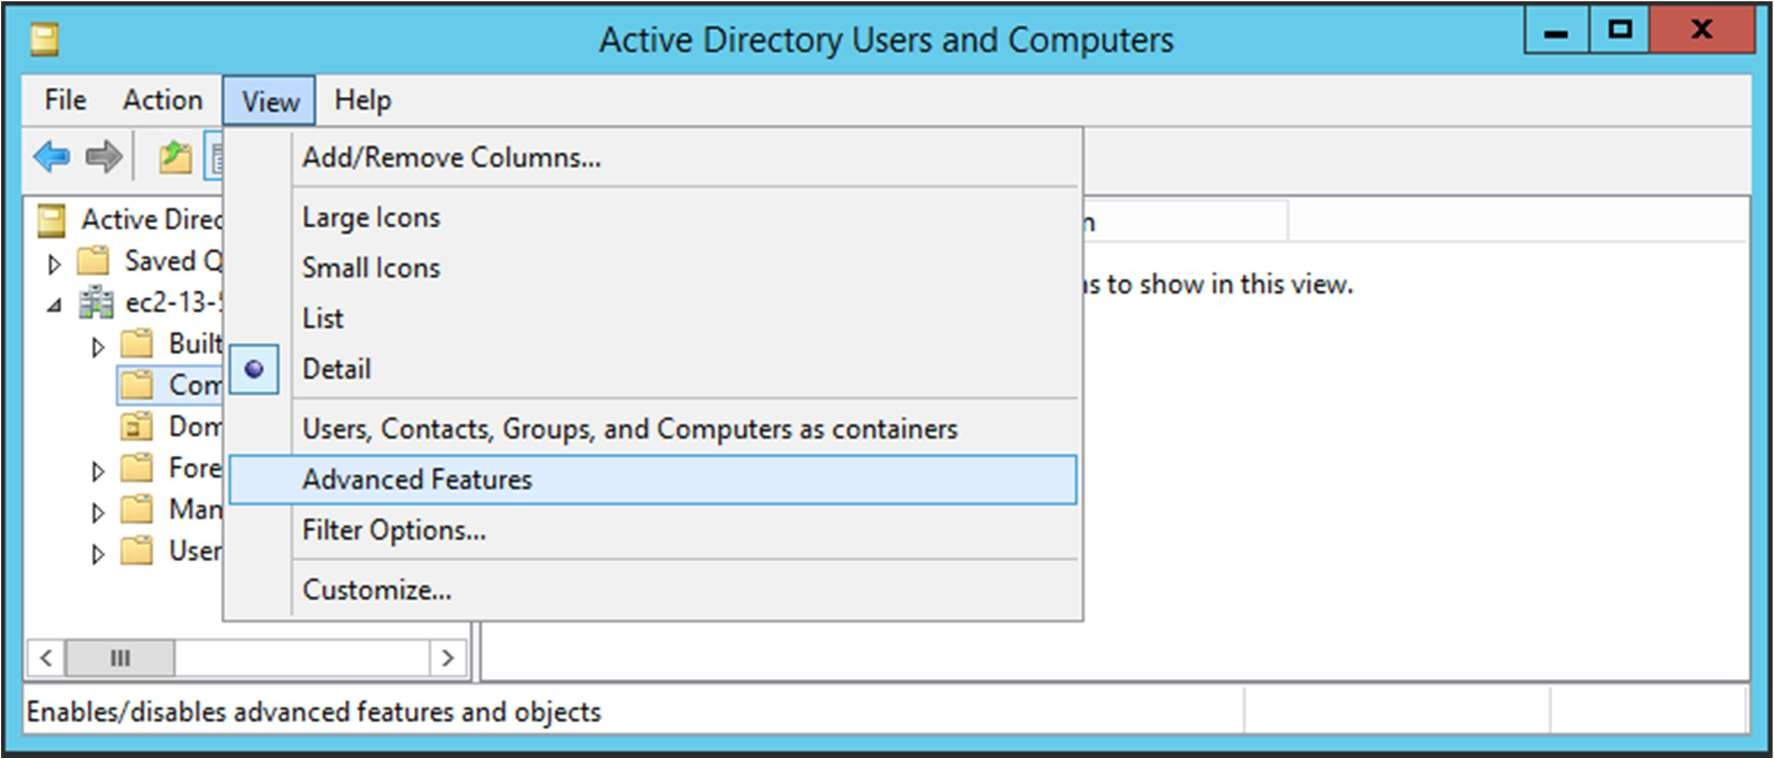 Active Directory Users and Computers
File Action View Help
Add/Remove Columns...
Large Icons
Small Icons
List
Detail
Users, Contacts, Groups, and Computers as containers
Advanced Features
Filter Options...
Customize...
Active Direc
Saved Q
ec2-13-
Built
Com
Dom
Fore
Man
User
to show in this view.
Enables/disables advanced features and objects